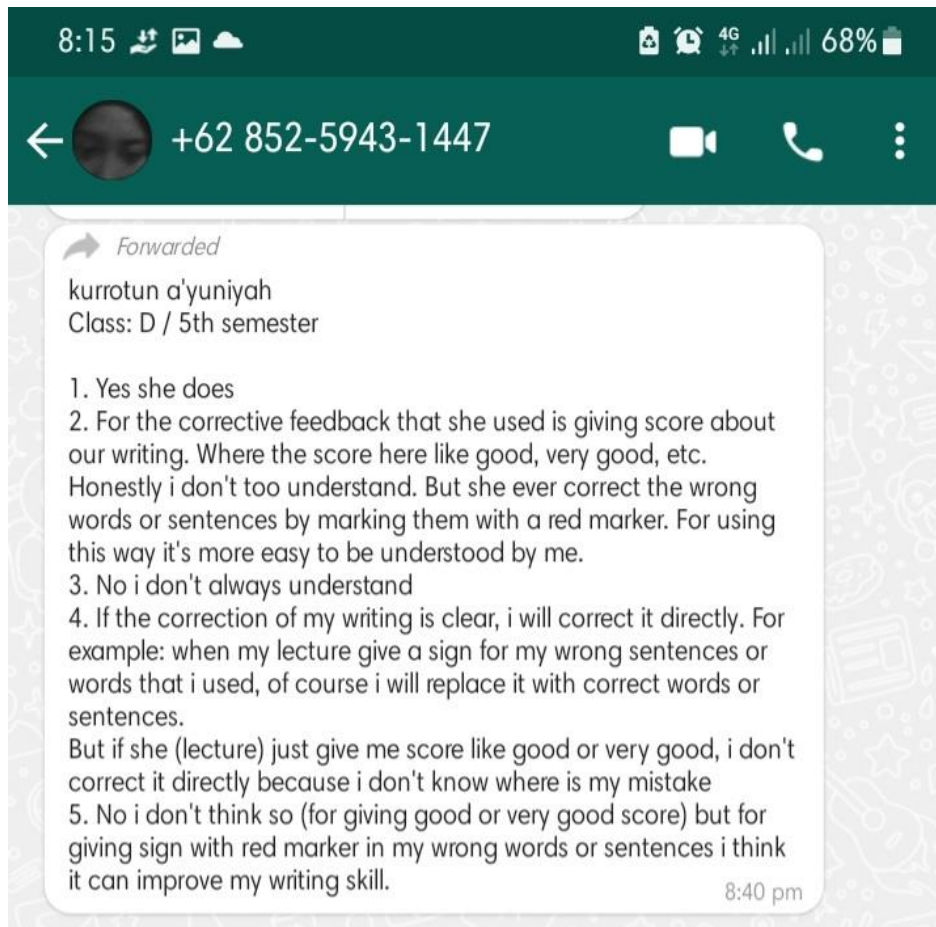 8:15
4G
68%
+62 852-5943-1447
Forwarded
kurrotun a'yuniyah
Class: D / 5th semester
1. Yes she does
2. For the corrective feedback that she used is giving score about
our writing. Where the score here like good, very good, etc.
Honestly i don't too understand. But she ever correct the wrong
words or sentences by marking them with a red marker. For using
this way it's more easy to be understood by me.
3. No i don't always understand
4. If the correction of my writing is clear, i will correct it directly. For
example: when my lecture give a sign for my wrong sentences or
words that i used, of course i will replace it with correct words or
sentences.
But if she (lecture) just give me score like good or very good, i don't
correct it directly because i don't know where is my mistake
5. No i don't think so (for giving good or very good score) but for
giving sign with red marker in my wrong words or sentences i think
it can improve my writing skill.
8:40 pm